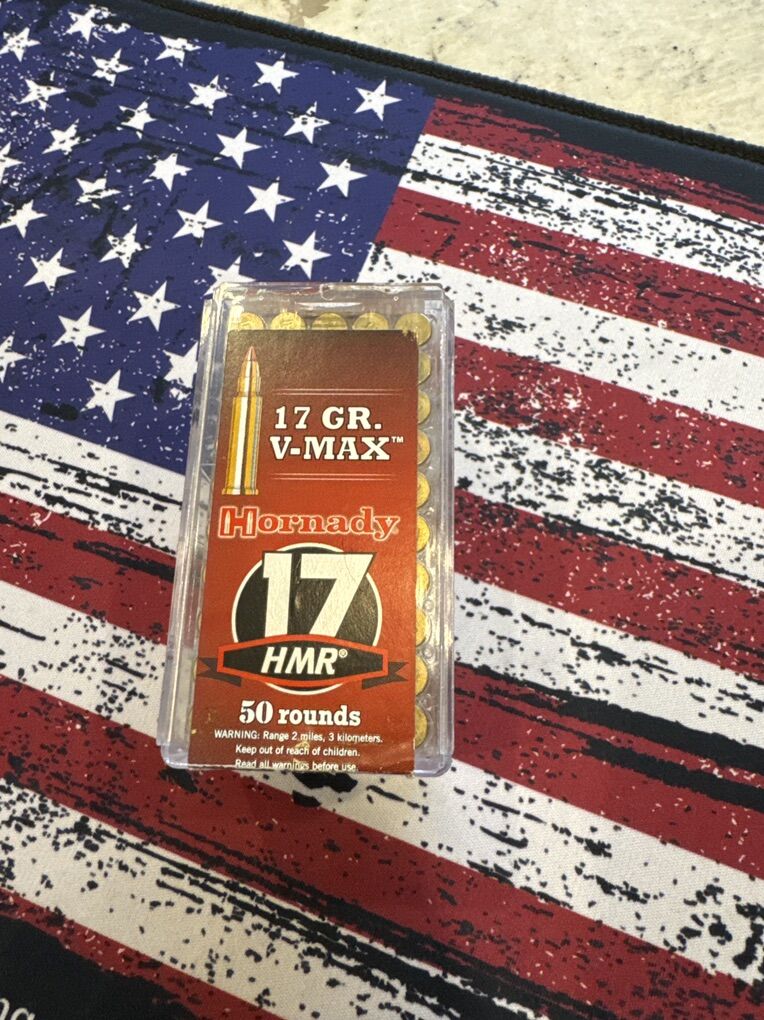 17 GR.
V-MAX™
Hornady®
17
HMR®
50 rounds
WARNING: Range 2 miles, 3 kilometers.
Keep out of reach of children.
Read all warnings before use.